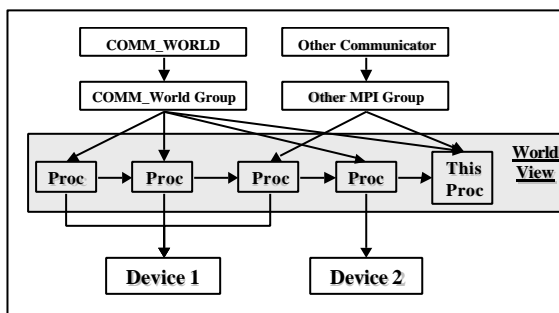 COMM_WORLD
Other Communicator
COMM_World Group
Other MPI Group
Proc
Proc
Proc
Proc
This
Proc
World
View
Device 1
Device 2